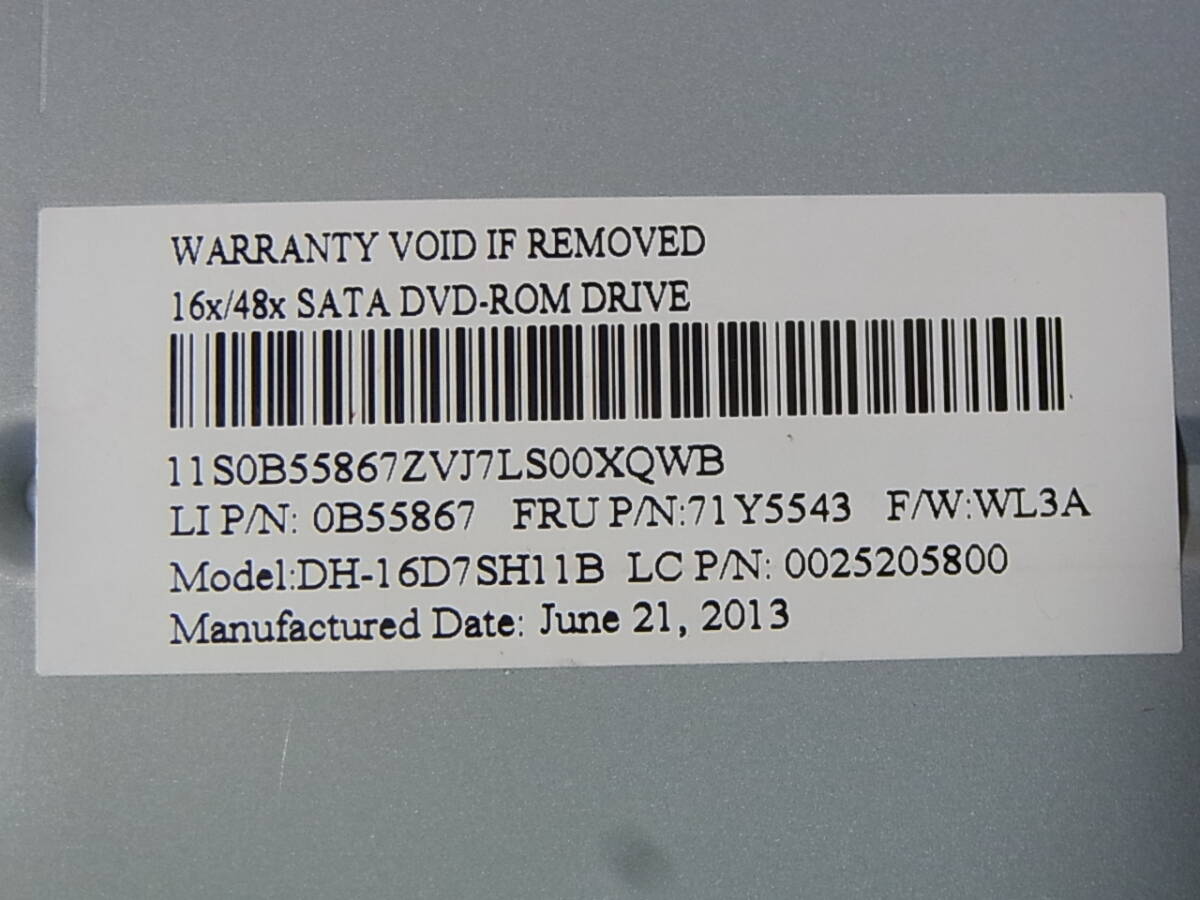 WARRANTY VOID IF REMOVED
16x/48x SATA DVD-ROM DRIVE
11S0B55867ZVJ7LS00XQWB
LI P/N: 0B55867 FRU P/N:71Y5543 F/W:WL3A
Model:DH-16D7SH11B LC P/N: 0025205800
Manufactured Date: June 21, 2013